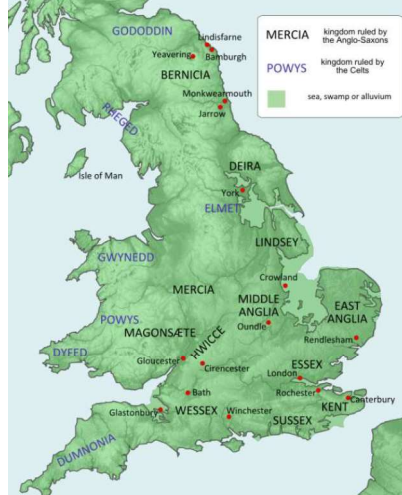 GODODDIN
Lindisfarne
Yeavering
Bamburgh
BERNICIA
Monkwearmouth
Jarrow
RHEGED
Isle of Man
DEIRA
York
ELMET
LINDSEY
GWYNEDD
Crowland
MERCIA
MIDDLE
ANGLIA
EAST
ANGLIA
POWYS
Oundle
MAGONSÆTE
HWICCE
Rendlesham
DYFED
Gloucester
Cirencester
ESSEX
London
Bath
Rochester
KENT
Canterbury
Glastonbury
WESSEX
Winchester
SUSSEX
DUMNONIA
MERCIA kingdom ruled by
the Anglo-Saxons
POWYS kingdom ruled by
the Celts
sea, swamp or alluvium